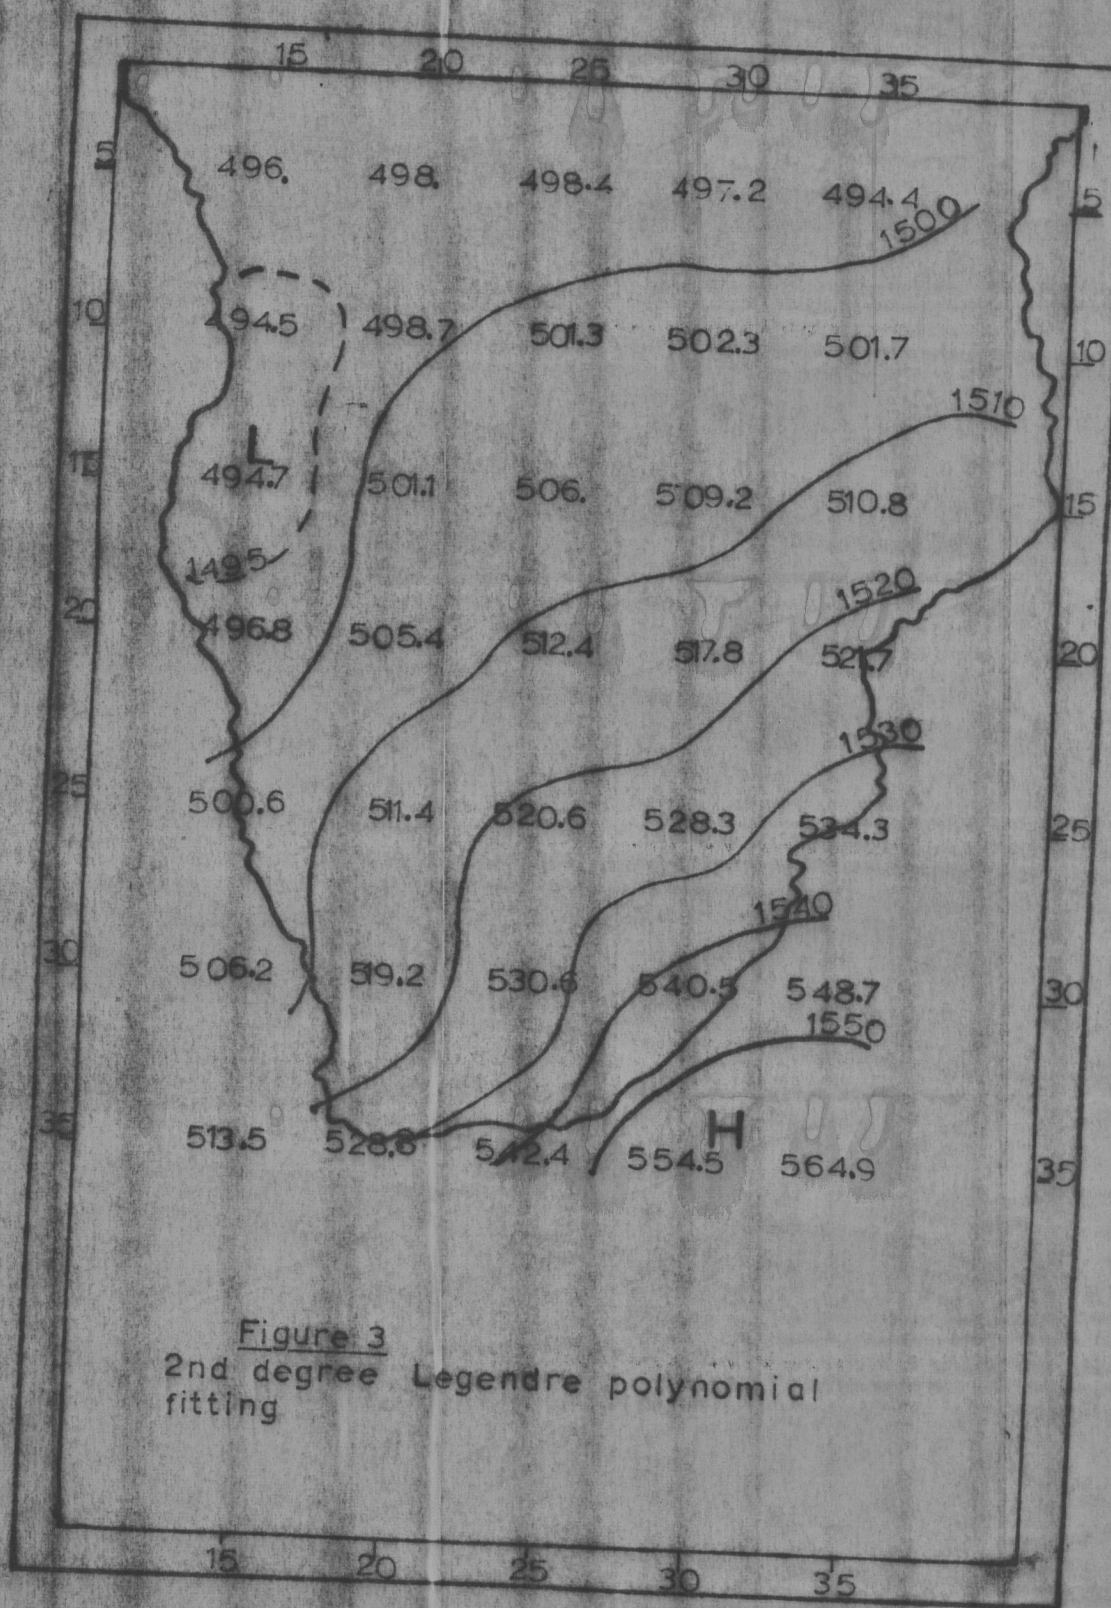 15 20 25 30 35
5 496. 498. 498.4 497.2 494.4 5
1500
10 494.5 498.7 501.3 502.3 501.7 10
1510
L
15 494.7 501.1 506. 509.2 510.8 15
1495
1520
20 496.8 505.4 512.4 517.8 521.7 20
1530
25 500.6 511.4 520.6 528.3 534.3 25
1540
30 506.2 519.2 530.6 540.5 548.7 30
1550
H
35 513.5 528.6 542.4 554.5 564.9 35
Figure 3
2nd degree Legendre polynomial
fitting
15 20 25 30 35